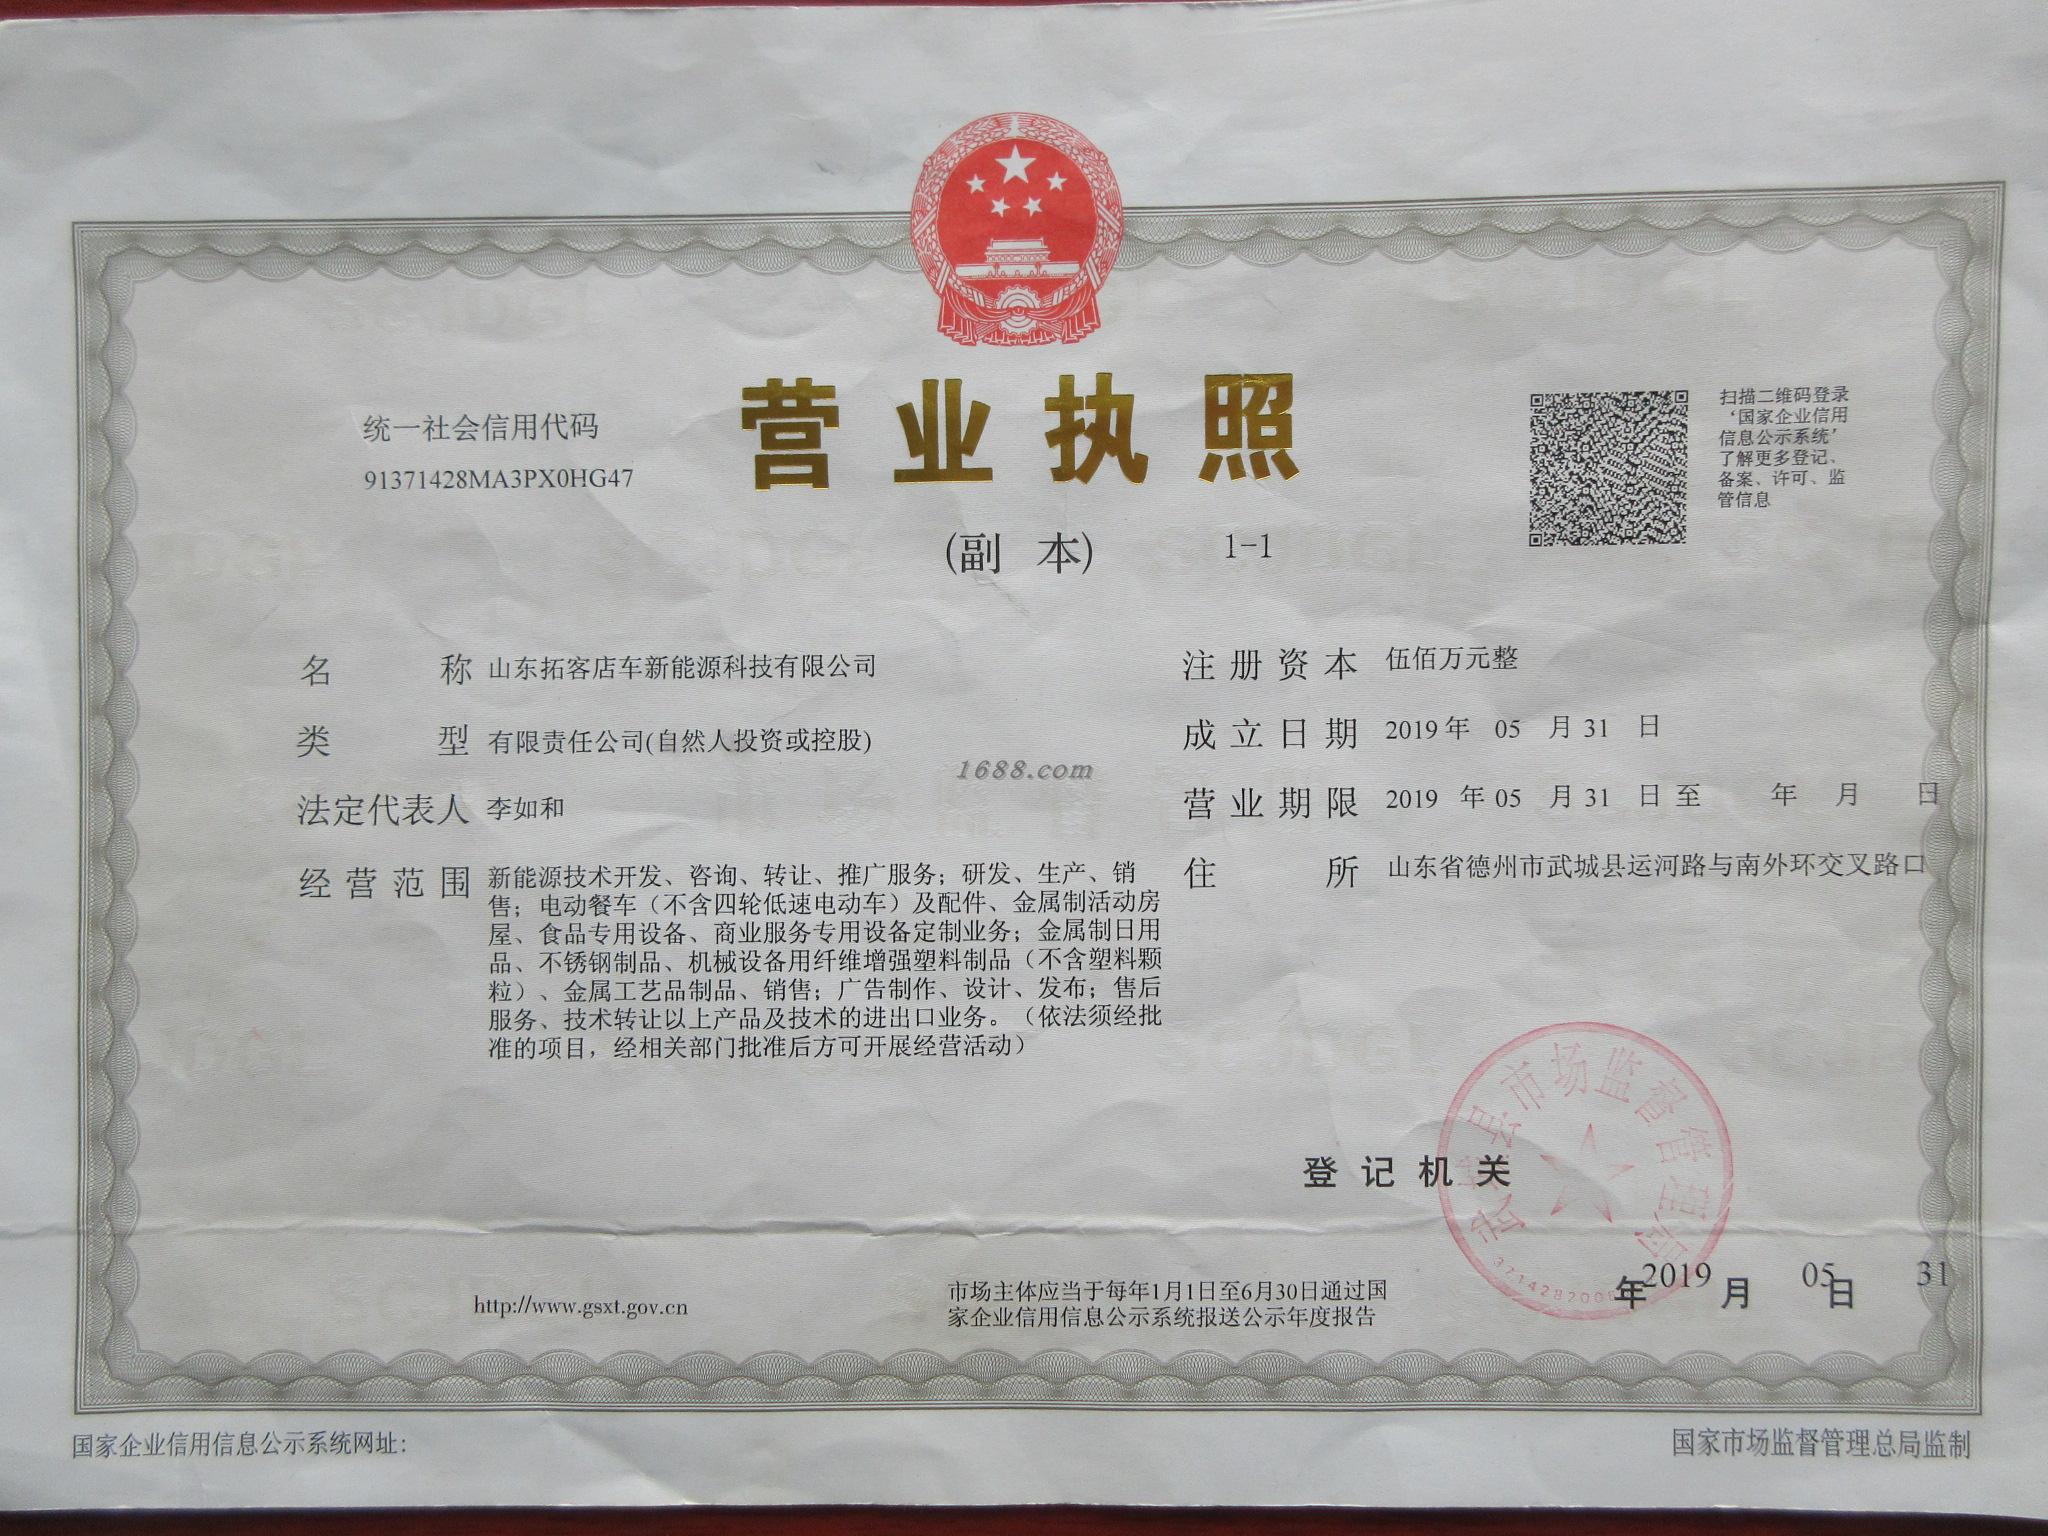 营业执照
(副 本) 1-1
统一社会信用代码
91371428MA3PX0HG47
扫描二维码登录
‘国家企业信用
信息公示系统’
了解更多登记、
备案、许可、监
管信息
名 称 山东拓客店车新能源科技有限公司
类 型 有限责任公司(自然人投资或控股)
法定代表人 李如和
经营范围 新能源技术开发、咨询、转让、推广服务；研发、生产、销
售；电动餐车（不含四轮低速电动车）及配件、金属制活动房
屋、食品专用设备、商业服务专用设备定制业务；金属制日用
品、不锈钢制品、机械设备用纤维增强塑料制品（不含塑料颗
粒）、金属工艺品制品、销售；广告制作、设计、发布；售后
服务、技术转让以上产品及技术的进出口业务。（依法须经批
准的项目，经相关部门批准后方可开展经营活动）
注册资本 伍佰万元整
成立日期 2019年 05 月 31 日
营业期限 2019 年 05 月 31 日 至 年 月 日
住 所 山东省德州市武城县运河路与南外环交叉路口
1688.com
登记机关
武城县市场监督管理局
年2019 月 05日 31
http://www.gsxt.gov.cn
市场主体应当于每年1月1日至6月30日通过国
家企业信用信息公示系统报送公示年度报告
国家企业信用信息公示系统网址：
国家市场监督管理总局监制